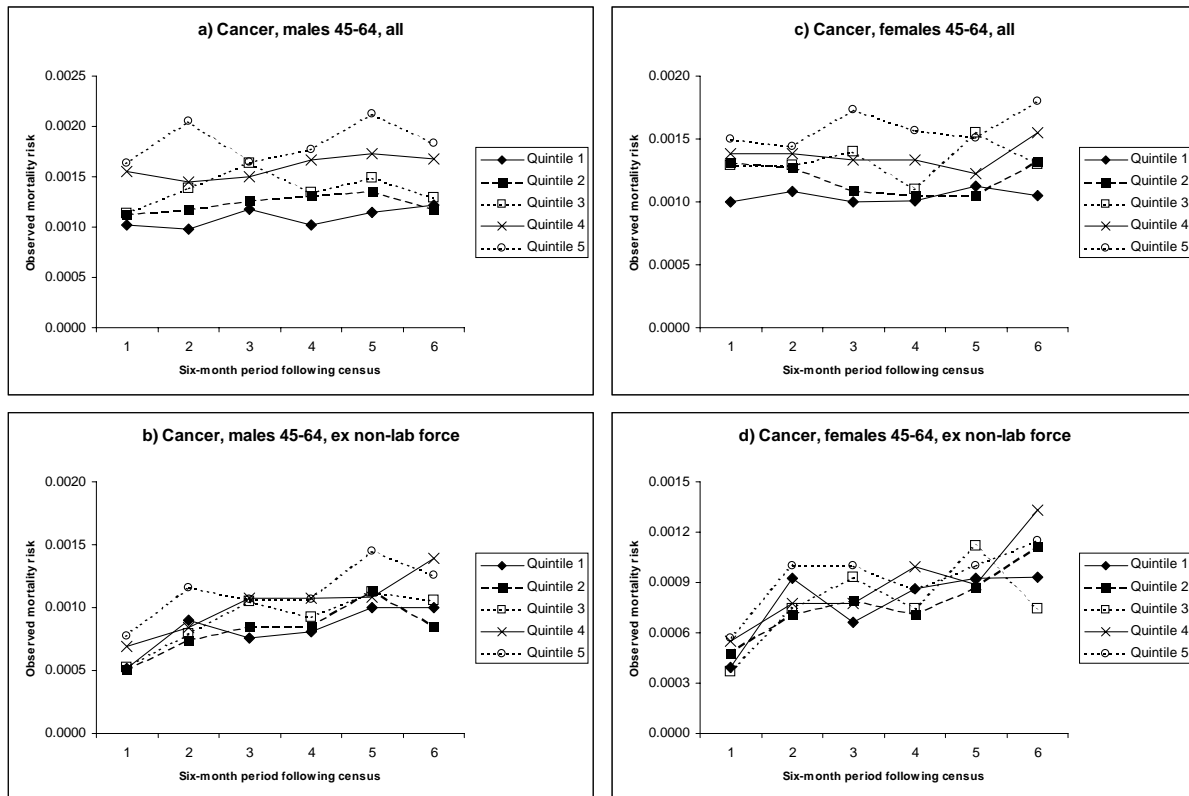 a) Cancer, males 45-64, all
0.0025
0.0020
0.0015
0.0010
0.0005
0.0000
Observed mortality risk
1 2 3 4 5 6
Six-month period following census
Quintile 1
Quintile 2
Quintile 3
Quintile 4
Quintile 5
c) Cancer, females 45-64, all
0.0020
0.0015
0.0010
0.0005
0.0000
Observed mortality risk
1 2 3 4 5 6
Six-month period following census
Quintile 1
Quintile 2
Quintile 3
Quintile 4
Quintile 5
b) Cancer, males 45-64, ex non-lab force
0.0020
0.0015
0.0010
0.0005
0.0000
Observed mortality risk
1 2 3 4 5 6
Six-month period following census
Quintile 1
Quintile 2
Quintile 3
Quintile 4
Quintile 5
d) Cancer, females 45-64, ex non-lab force
0.0015
0.0012
0.0009
0.0006
0.0003
0.0000
Observed mortality risk
1 2 3 4 5 6
Six-month period following census
Quintile 1
Quintile 2
Quintile 3
Quintile 4
Quintile 5